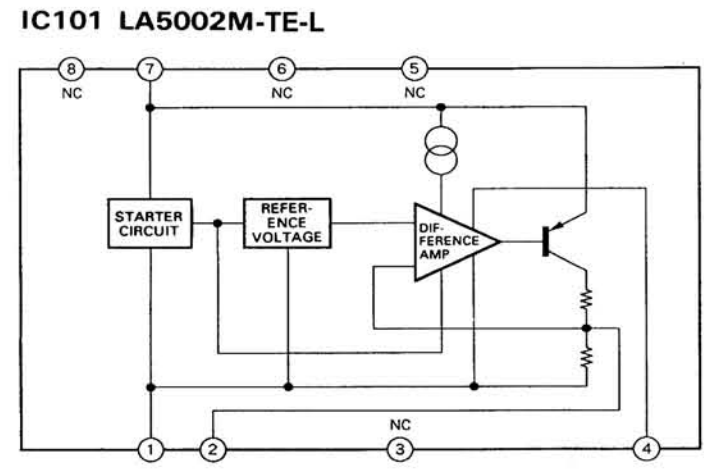 IC101 LA5002M-TE-L
8 7 6 5
NC NC NC
STARTER
CIRCUIT
REFER-
ENCE
VOLTAGE
DIF-
FERENCE
AMP
NC
1 2 3 4